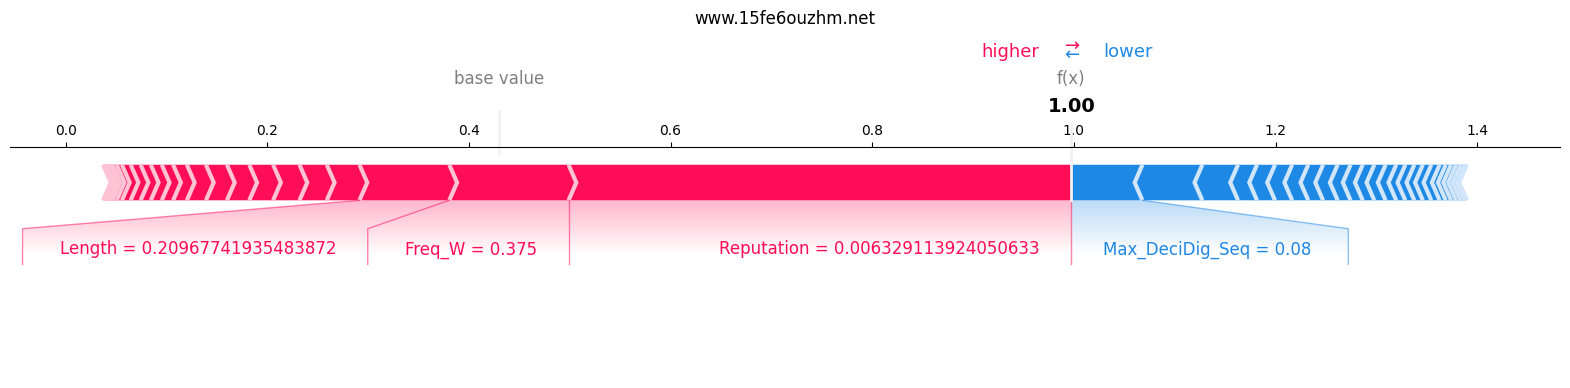 www.15fe6ouzhm.net
higher ⇄ lower
base value f(x)
1.00
0.0 0.2 0.4 0.6 0.8 1.0 1.2 1.4
Length = 0.20967741935483872 Freq_W = 0.375 Reputation = 0.006329113924050633 Max_DeciDig_Seq = 0.08